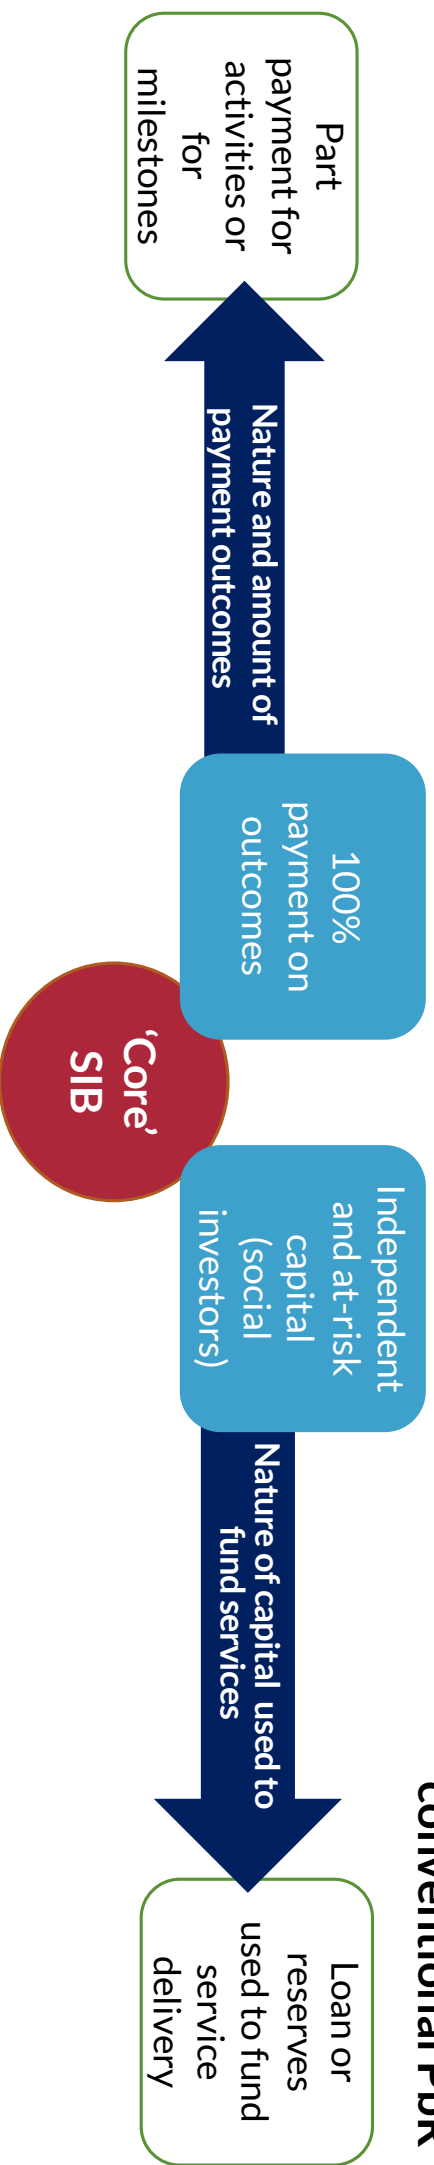 conventional PbR
Part
payment for
activities or
for
milestones
Nature and amount of
payment outcomes
100%
payment on
outcomes
‘Core’
SIB
Independent
and at-risk
capital
(social
investors)
Nature of capital used to
fund services
Loan or
reserves
used to fund
service
delivery